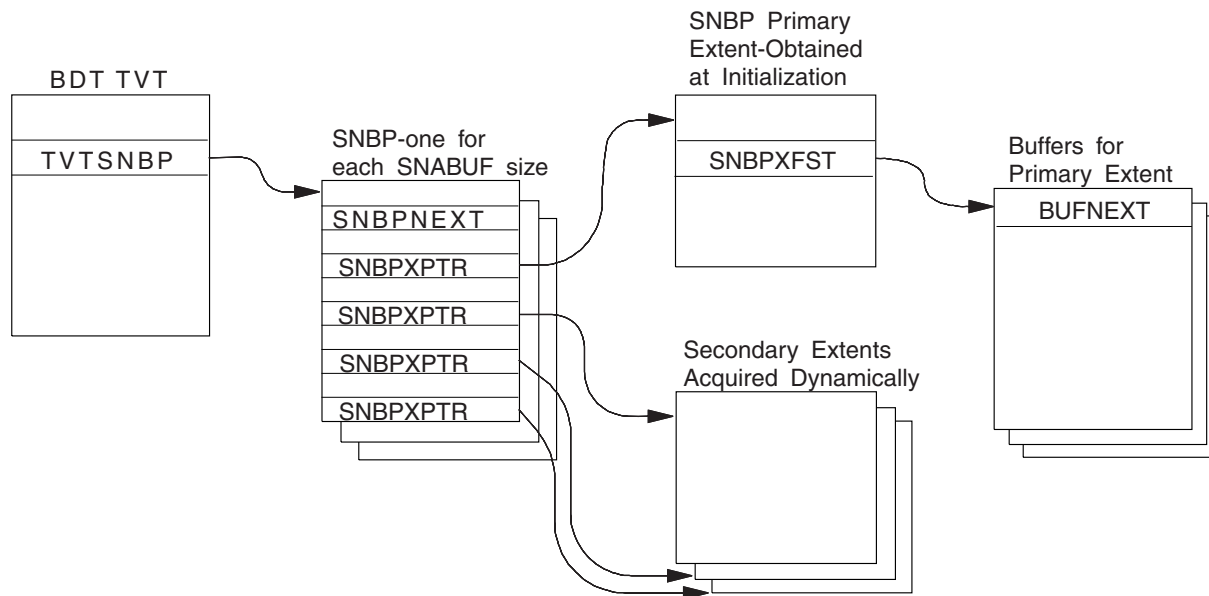 BDT TVT
TVTSNBP
SNBP-one for
each SNABUF size
SNBPNEXT
SNBPXPTR
SNBPXPTR
SNBPXPTR
SNBPXPTR
SNBP Primary
Extent-Obtained
at Initialization
SNBPXFST
Secondary Extents
Acquired Dynamically
Buffers for
Primary Extent
BUFNEXT